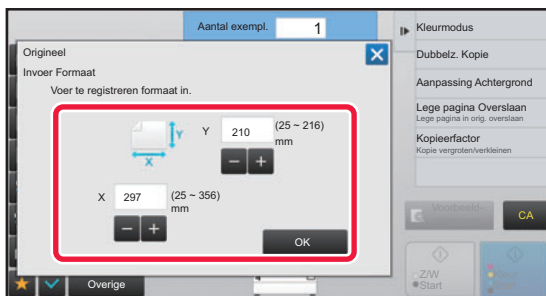 Aantal exempl. 1
Origineel
Invoer Formaat
Voer te registreren formaat in.
Y
X
Y 210 (25 ~ 216)
mm
X 297 (25 ~ 356)
mm
OK
Overige
Kleurmodus
Dubbelz. Kopie
Aanpassing Achtergrond
Lege pagina Overslaan
Lege pagina in orig. overslaan
Kopieerfactor
Kopie vergroten/verkleinen
Voorbeeld-
CA
Z/W
Start